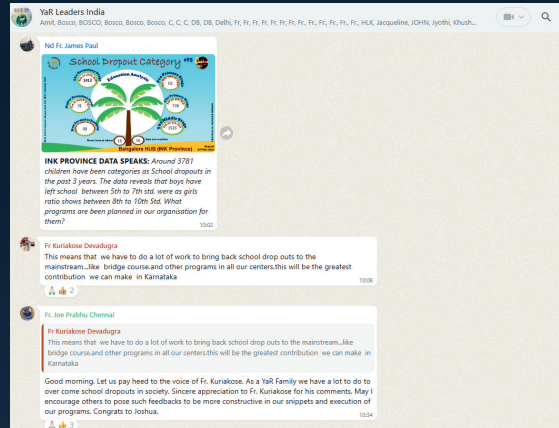 YaR Leaders India
Amit, Bosco, BOSCO, Bosco, Bosco, Bosco, C, C, C, DB, DB, Delhi, Fr, Fr, Fr, Fr, Fr, Fr, Fr, Fr., Fr., Fr., Fr., Fr., HLK, Jacqueline, JOHN, Jyothi, Khush...
Nd Fr. James Paul
School Dropout Category #15
Education Analysis
Bangalore HUB (INK Province)
INK PROVINCE DATA SPEAKS: Around 3781
children have been categories as School dropouts in
the past 3 years. The data reveals that boys have
left school between 5th to 7th std. were as girls
ratio shows between 8th to 10th Std. What
programs are been planned in our organisation for
them?
10:02
Fr Kuriakose Devadugra
This means that we have to do a lot of work to bring back school drop outs to the
mainstream...like bridge course.and other programs in all our centers.this will be the greatest
contribution we can make in Karnataka
10:06
2
Fr. Joe Prabhu Chennai
Fr Kuriakose Devadugra
This means that we have to do a lot of work to bring back school drop outs to the mainstream...like
bridge course.and other programs in all our centers.this will be the greatest contribution we can make in
Karnataka
Good morning. Let us pay heed to the voice of Fr. Kuriakose. As a YaR Family we have a lot to do to
over come school dropouts in society. Sincere appreciation to Fr. Kuriakose for his comments. May I
encourage others to pose such feedbacks to be more constructive in our snippets and execution of
our programs. Congrats to Joshua.
10:34
3